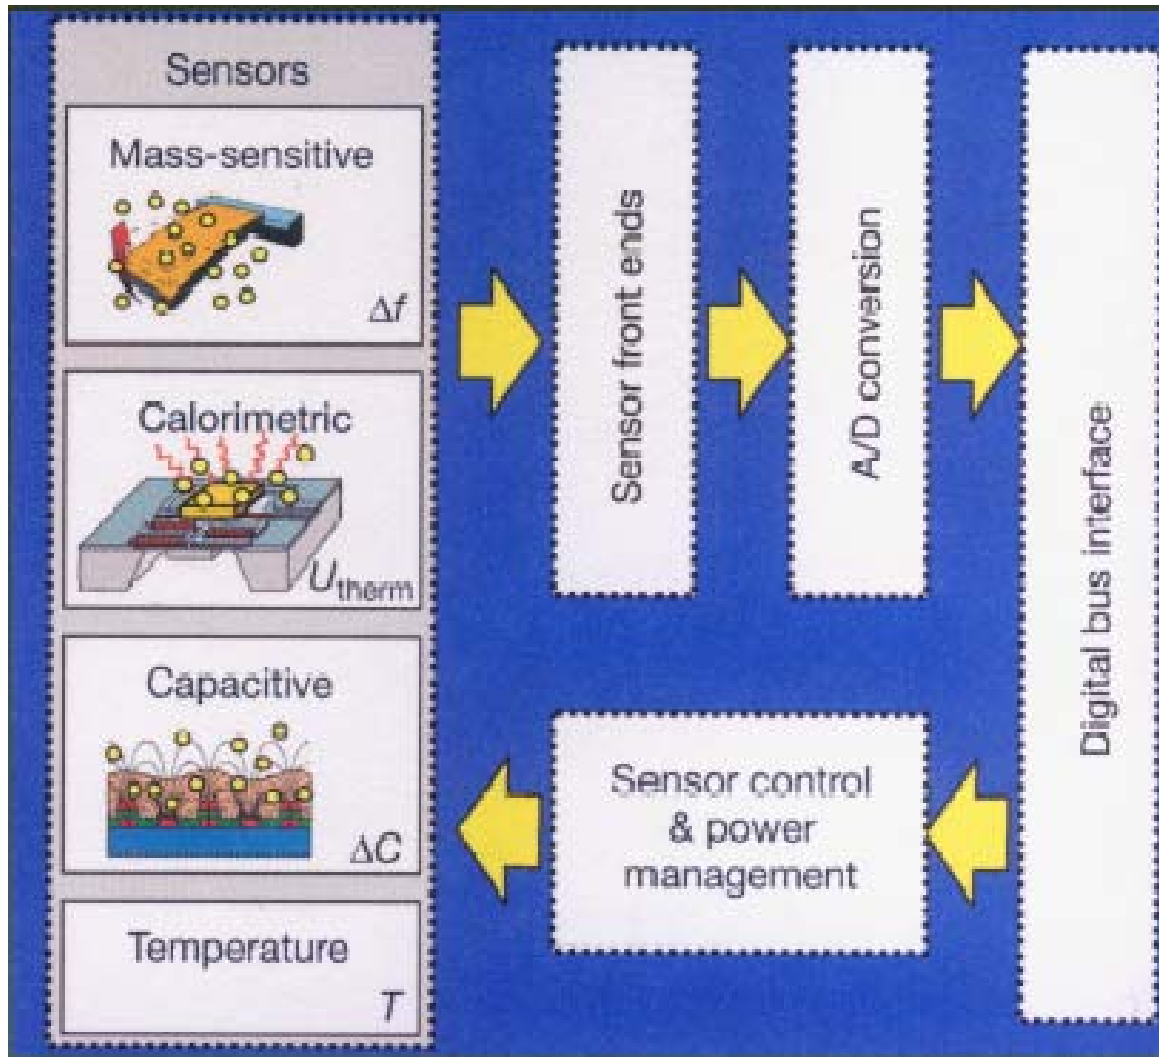 Sensors
Mass-sensitive
Δf
Calorimetric
U therm
Capacitive
ΔC
Temperature
T
Sensor front ends
A/D conversion
Digital bus interface
Sensor control
& power
management